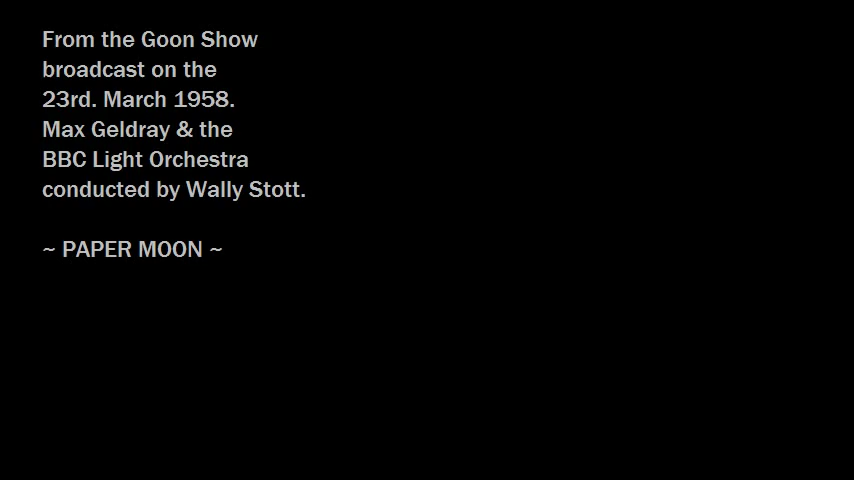 From the Goon Show
broadcast on the
23rd. March 1958.
Max Geldray & the
BBC Light Orchestra
conducted by Wally Stott.
~ PAPER MOON ~